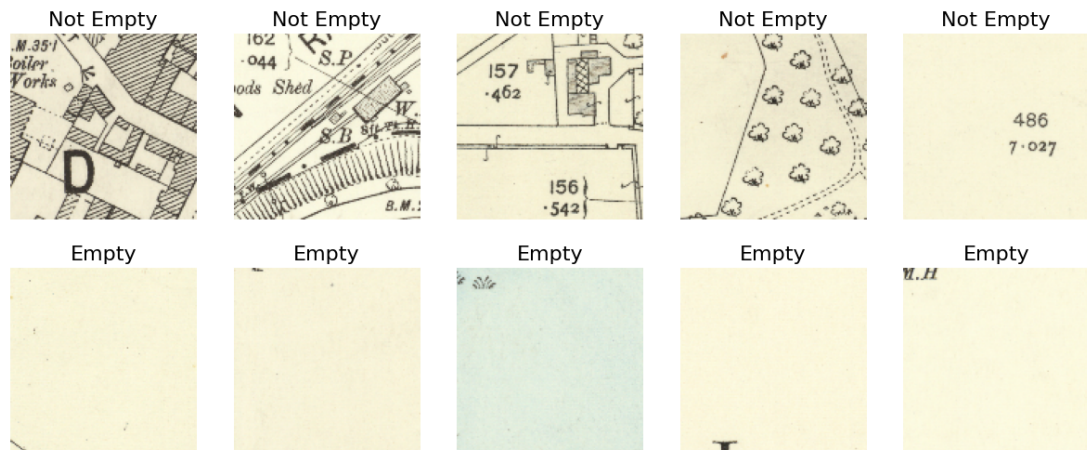 Not Empty
Not Empty
Not Empty
Not Empty
Not Empty
.M.35·1
Boiler
Works
D
162
·044
S.P
ods Shed
W.
S.B
B.M.
157
·462
156
·542
486
7·027
Empty
Empty
Empty
Empty
Empty
M.H